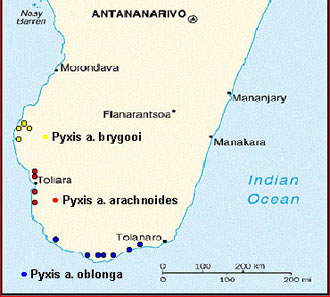 Nosy
Barren
ANTANANARIVO
Morondava
Fianarantsoa
Mananjary
Pyxis a. brygooi
Manakara
Toliara
Pyxis a. arachnoides
Indian
Ocean
Tolanaro
0 100 200 km
Pyxis a. oblonga
0 100 200 mi